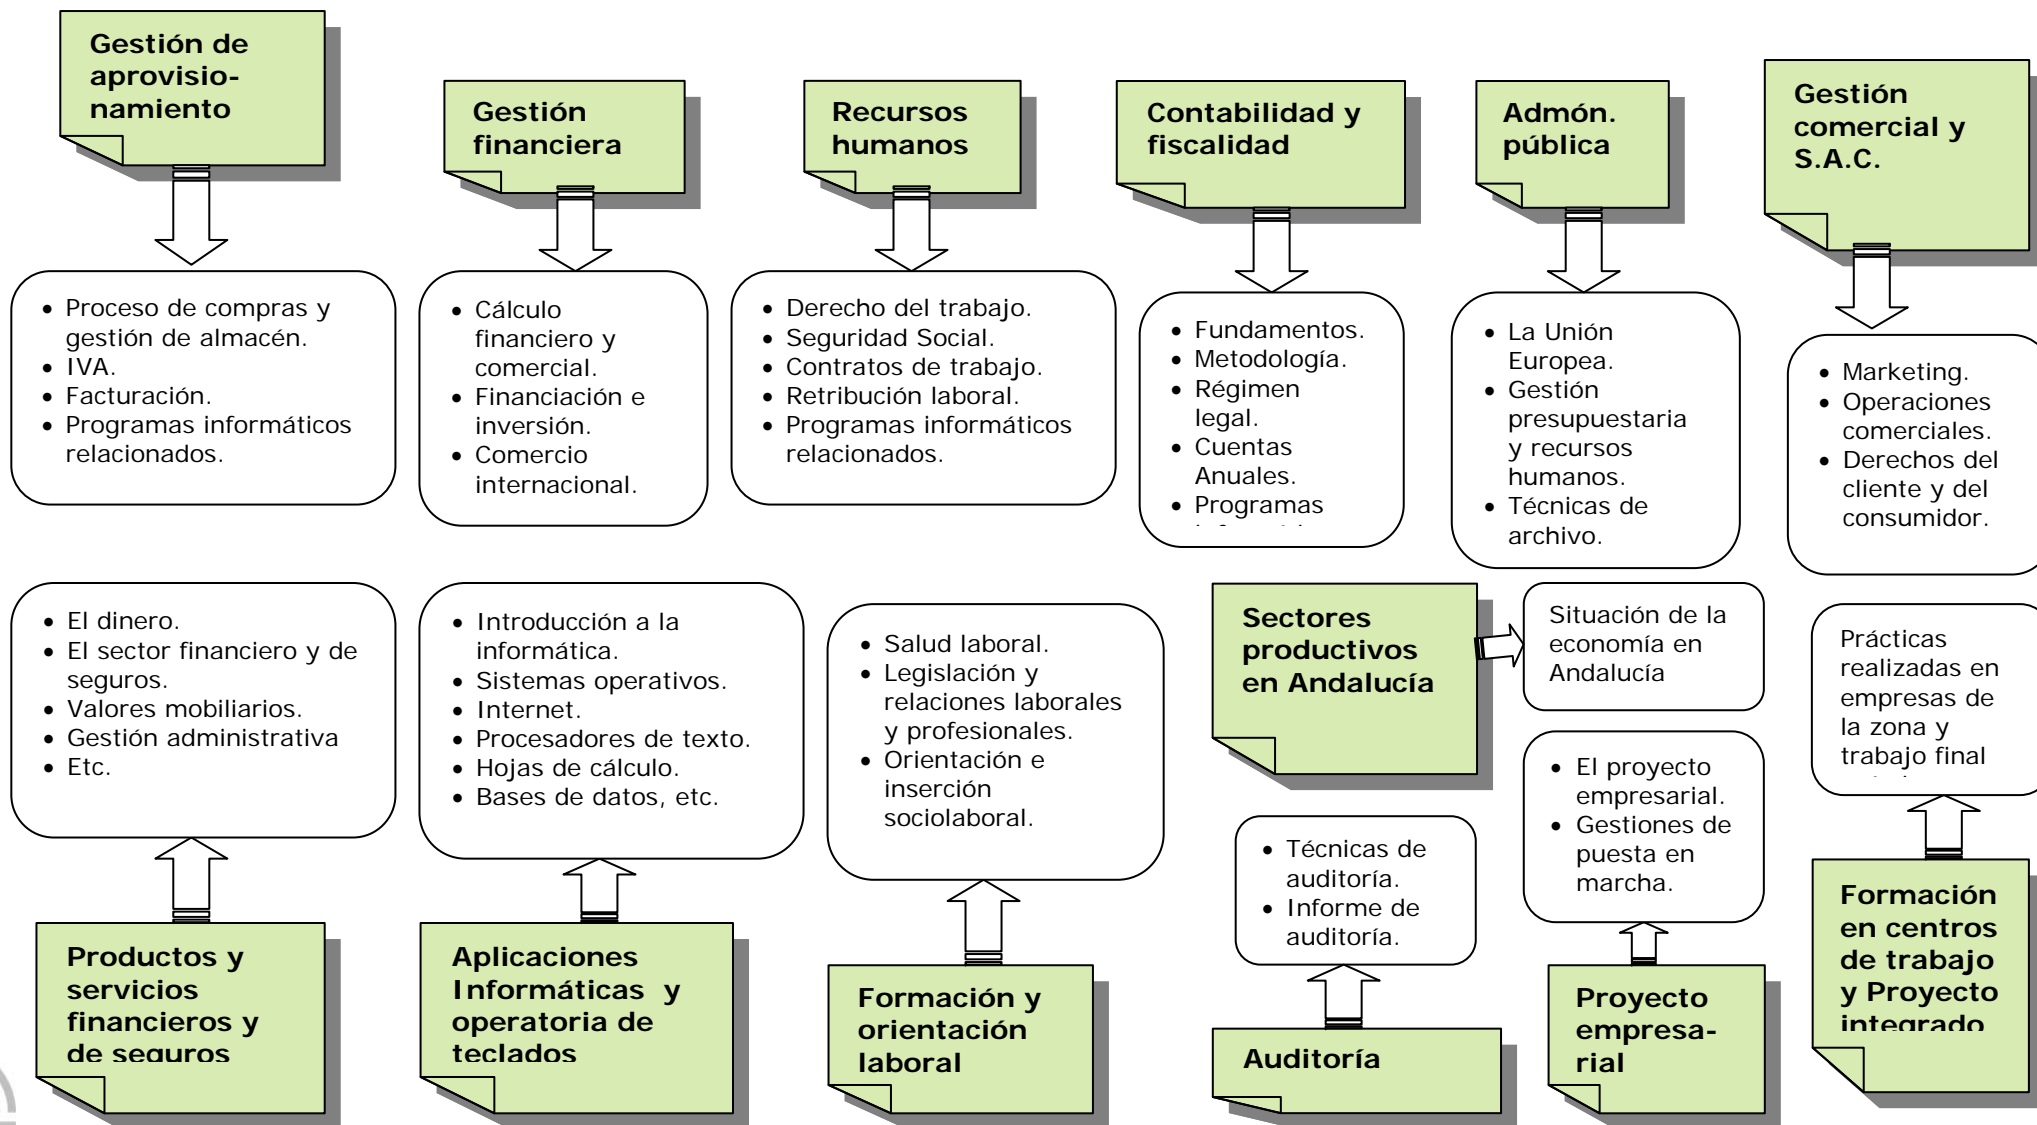 Gestión de
aprovisio-
namiento
Gestión
financiera
Recursos
humanos
Contabilidad y
fiscalidad
Admón.
pública
Gestión
comercial y
S.A.C.
• Proceso de compras y
gestión de almacén.
• IVA.
• Facturación.
• Programas informáticos
relacionados.
• Cálculo
financiero y
comercial.
• Financiación e
inversión.
• Comercio
internacional.
• Derecho del trabajo.
• Seguridad Social.
• Contratos de trabajo.
• Retribución laboral.
• Programas informáticos
relacionados.
• Fundamentos.
• Metodología.
• Régimen
legal.
• Cuentas
Anuales.
• Programas
• La Unión
Europea.
• Gestión
presupuestaria
y recursos
humanos.
• Técnicas de
archivo.
• Marketing.
• Operaciones
comerciales.
• Derechos del
cliente y del
consumidor.
• El dinero.
• El sector financiero y de
seguros.
• Valores mobiliarios.
• Gestión administrativa
• Etc.
• Introducción a la
informática.
• Sistemas operativos.
• Internet.
• Procesadores de texto.
• Hojas de cálculo.
• Bases de datos, etc.
• Salud laboral.
• Legislación y
relaciones laborales
y profesionales.
• Orientación e
inserción
sociolaboral.
Sectores
productivos
en Andalucía
Situación de la
economía en
Andalucía
Prácticas
realizadas en
empresas de
la zona y
trabajo final
• El proyecto
empresarial.
• Gestiones de
puesta en
marcha.
• Técnicas de
auditoría.
• Informe de
auditoría.
Productos y
servicios
financieros y
de seguros
Aplicaciones
Informáticas y
operatoria de
teclados
Formación y
orientación
laboral
Auditoría
Proyecto
empresa-
rial
Formación
en centros
de trabajo
y Proyecto
integrado